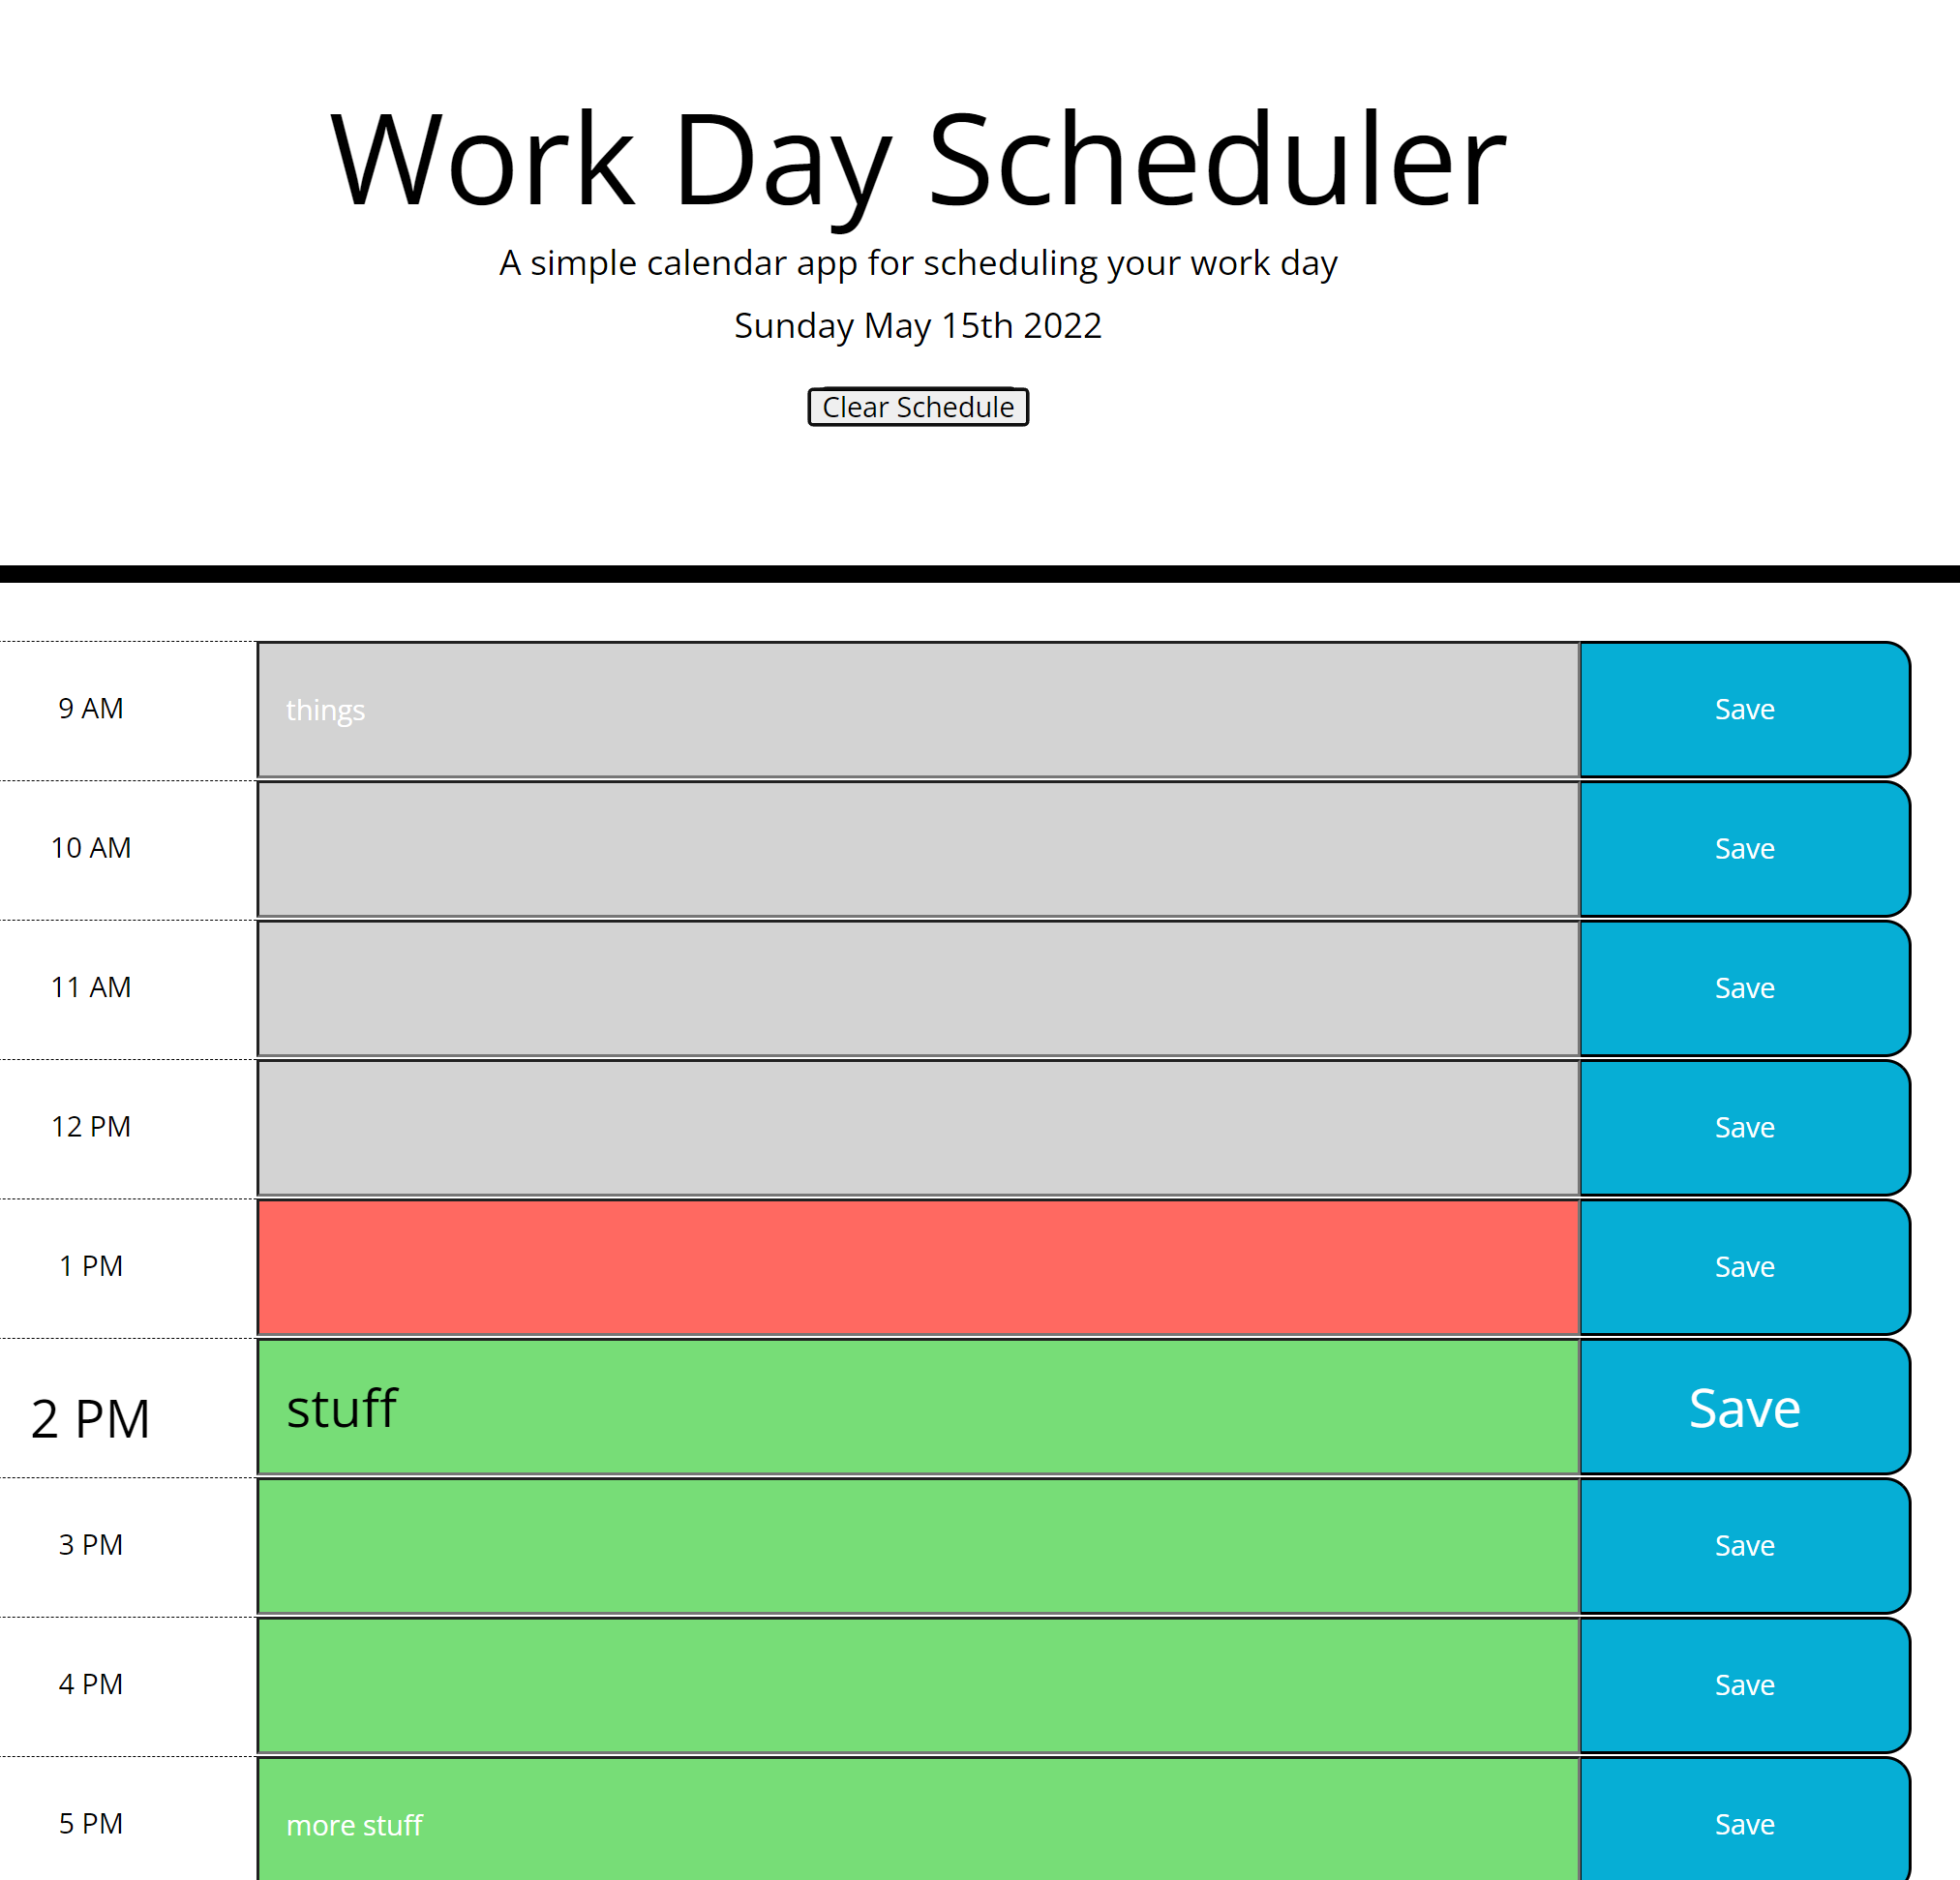 Work Day Scheduler
A simple calendar app for scheduling your work day
Sunday May 15th 2022
Clear Schedule
9 AM things Save
10 AM Save
11 AM Save
12 PM Save
1 PM Save
2 PM stuff Save
3 PM Save
4 PM Save
5 PM more stuff Save